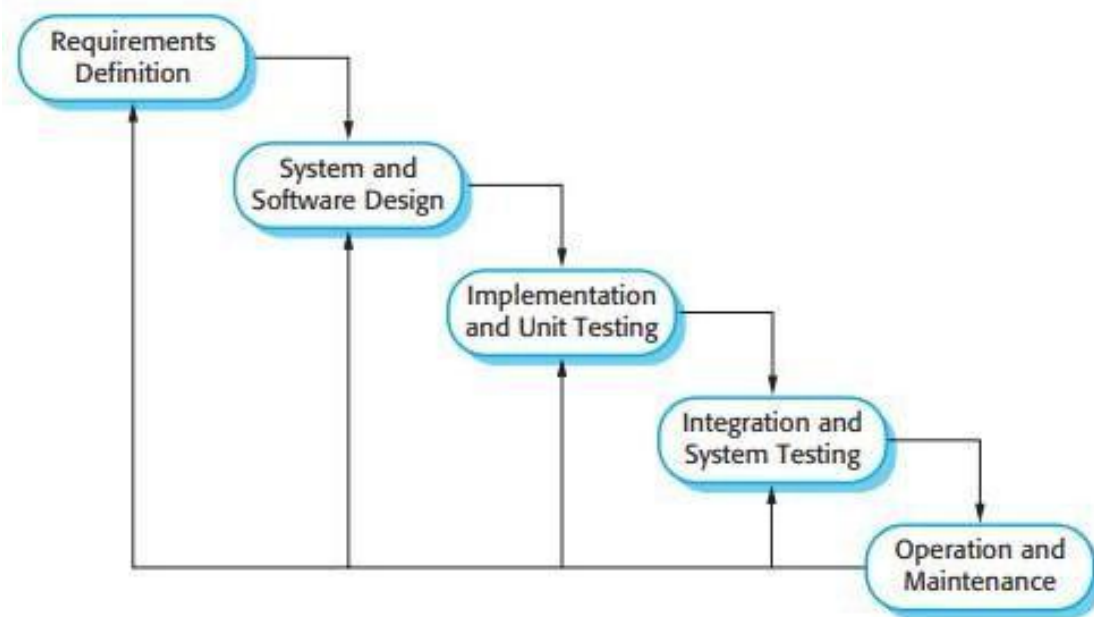 Requirements
Definition
System and
Software Design
Implementation
and Unit Testing
Integration and
System Testing
Operation and
Maintenance